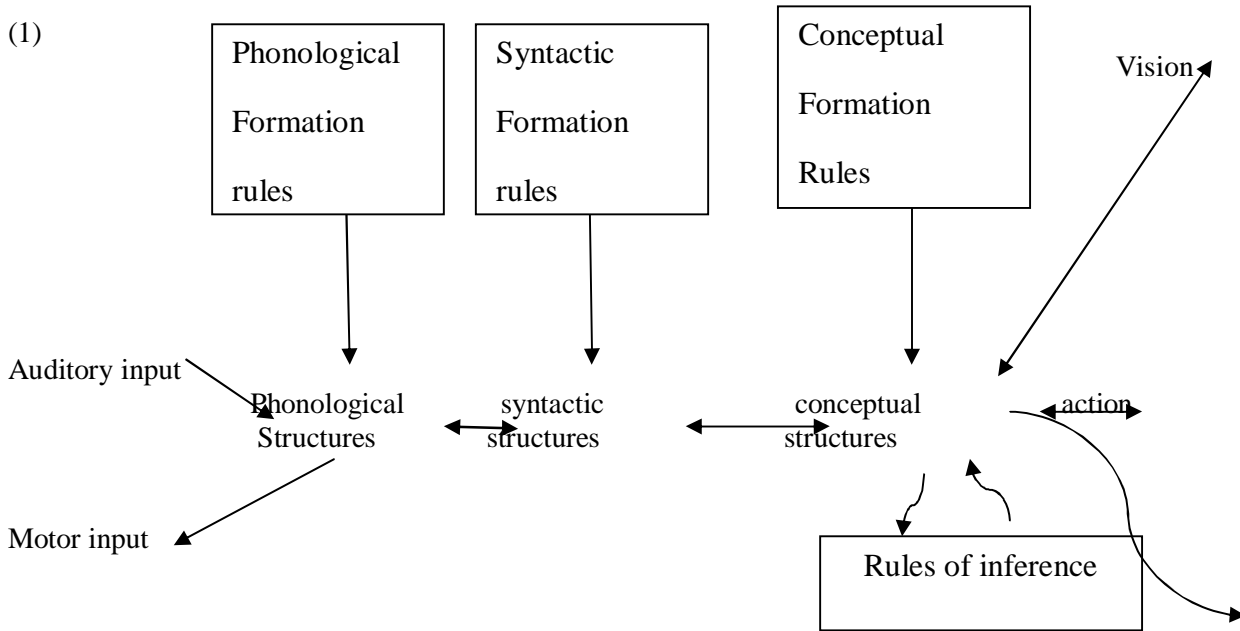 (1)
Phonological
Formation
rules
Syntactic
Formation
rules
Conceptual
Formation
Rules
Vision
Auditory input
Phonological
Structures
syntactic
structures
conceptual
structures
action
Motor input
Rules of inference